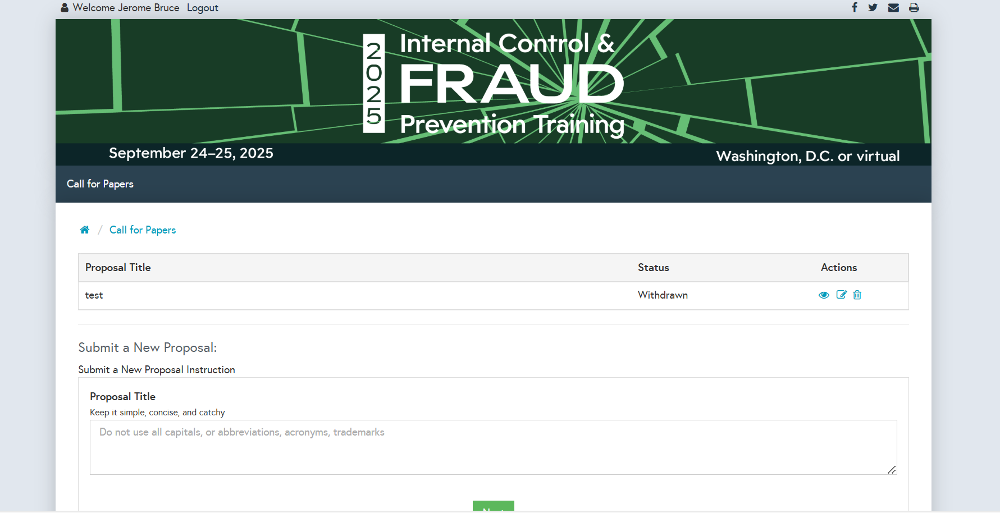 Welcome Jerome Bruce Logout
2025
Internal Control &
FRAUD
Prevention Training
September 24–25, 2025
Washington, D.C. or virtual
Call for Papers
/ Call for Papers
Proposal Title Status Actions
test Withdrawn
Submit a New Proposal:
Submit a New Proposal Instruction
Proposal Title
Keep it simple, concise, and catchy
Do not use all capitals, or abbreviations, acronyms, trademarks